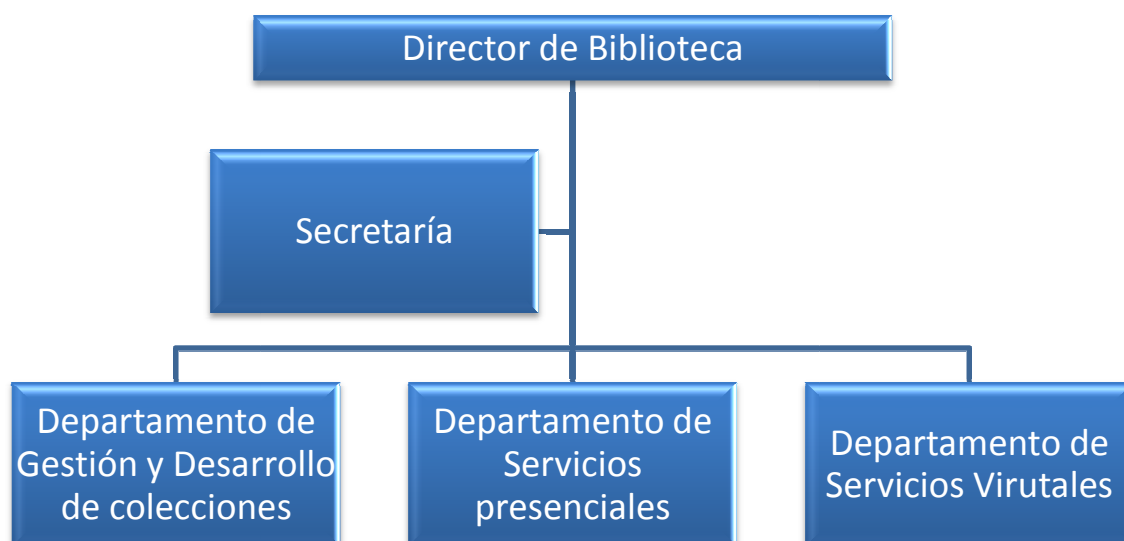 Director de Biblioteca
Secretaría
Departamento de
Gestión y Desarrollo
de colecciones
Departamento de
Servicios
presenciales
Departamento de
Servicios Virutales